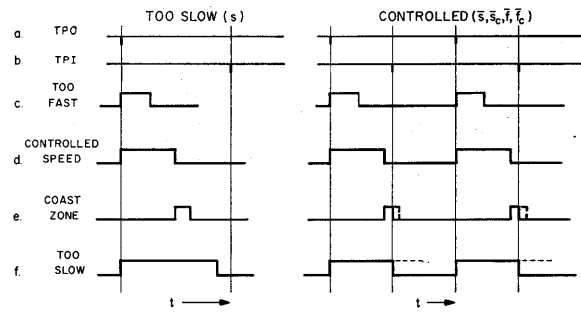 TOO SLOW (s)
CONTROLLED (s̄, s̄c, f̄, f̄c)
a. TPO
b. TPI
c. TOO FAST
d. CONTROLLED SPEED
e. COAST ZONE
f. TOO SLOW
t
t